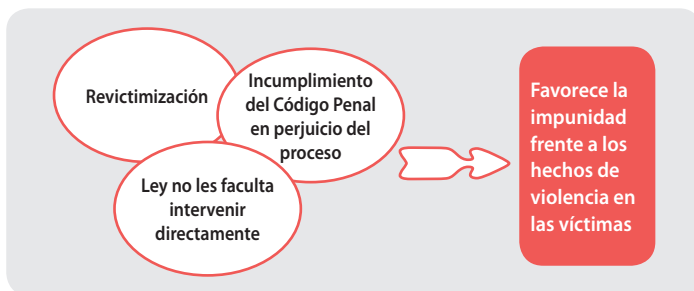 Revictimización
Incumplimiento
del Código Penal
en perjuicio del
proceso
Ley no les faculta
intervenir
directamente
Favorece la
impunidad
frente a los
hechos de
violencia en
las víctimas